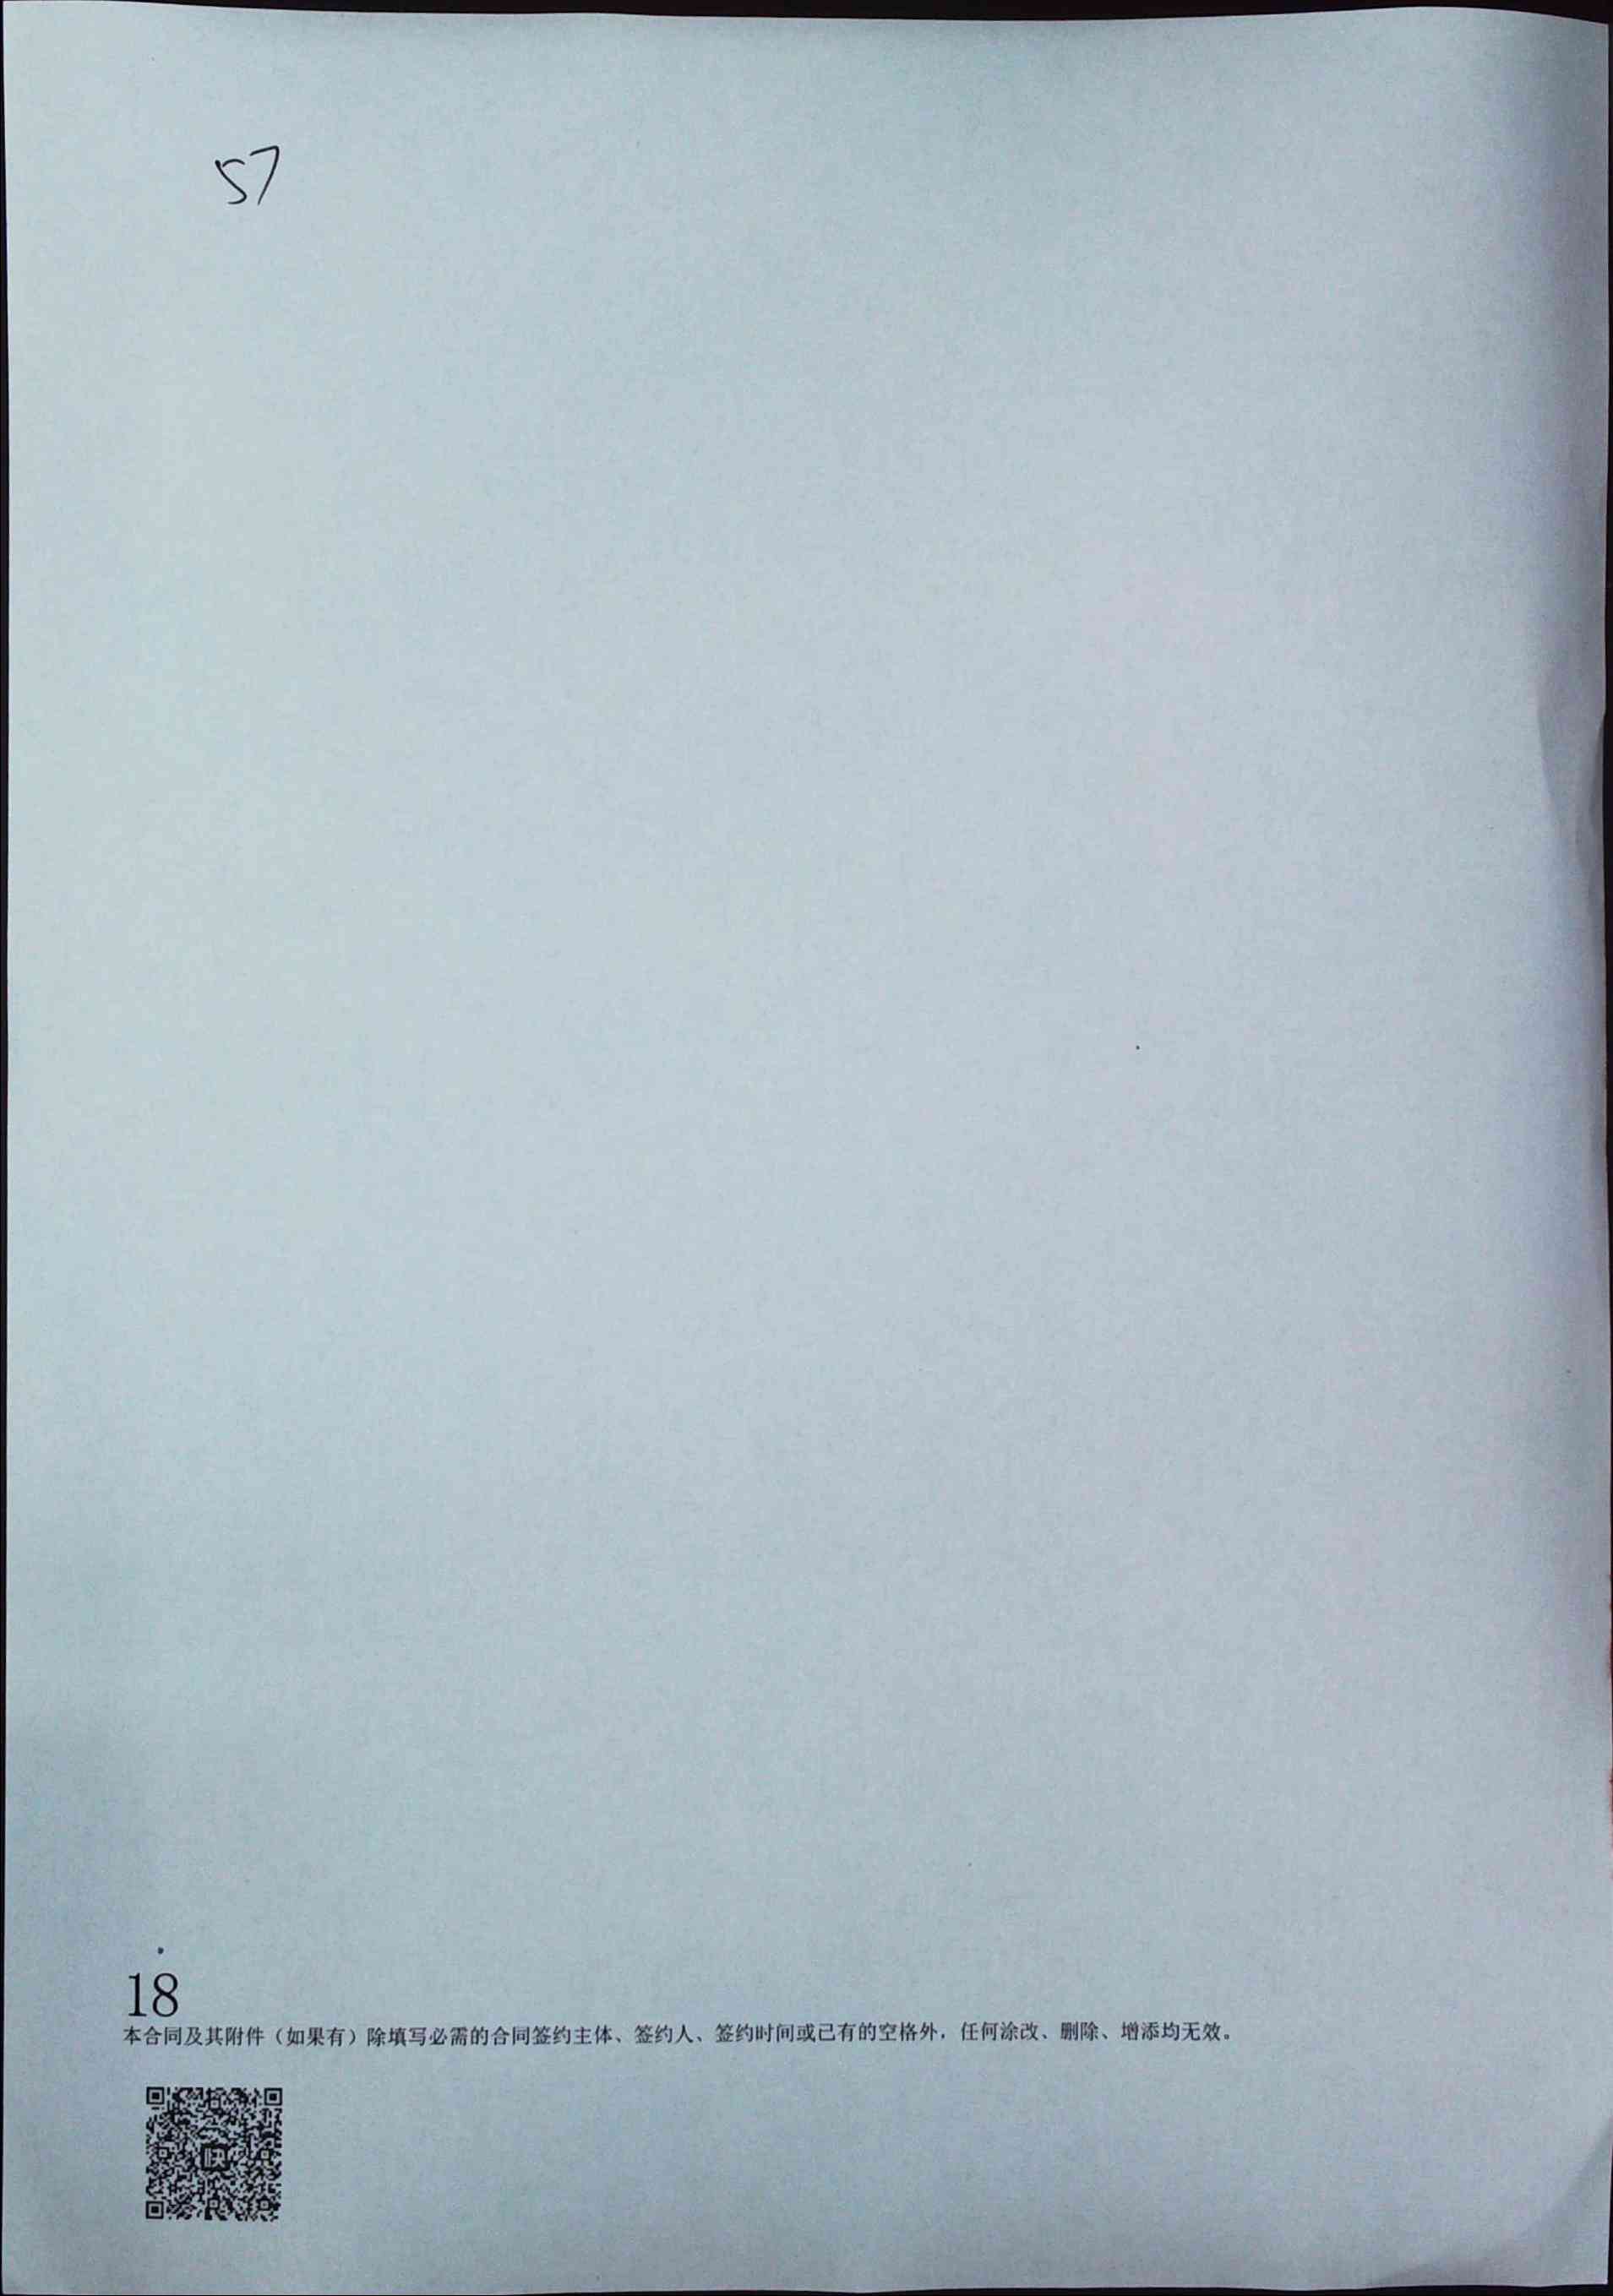 57
18
本合同及其附件（如果有）除填写必需的合同签约主体、签约人、签约时间或已有的空格外，任何涂改、删除、增添均无效。
快